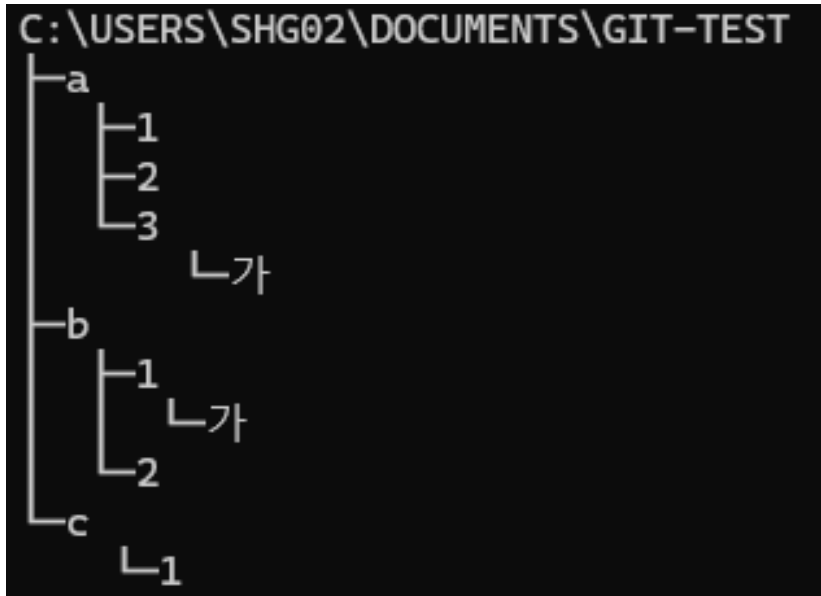 C:\USERS\SHG02\DOCUMENTS\GIT-TEST
├─a
│  ├─1
│  ├─2
│  └─3
│      └─가
├─b
│  ├─1
│  │  └─가
│  └─2
└─c
    └─1